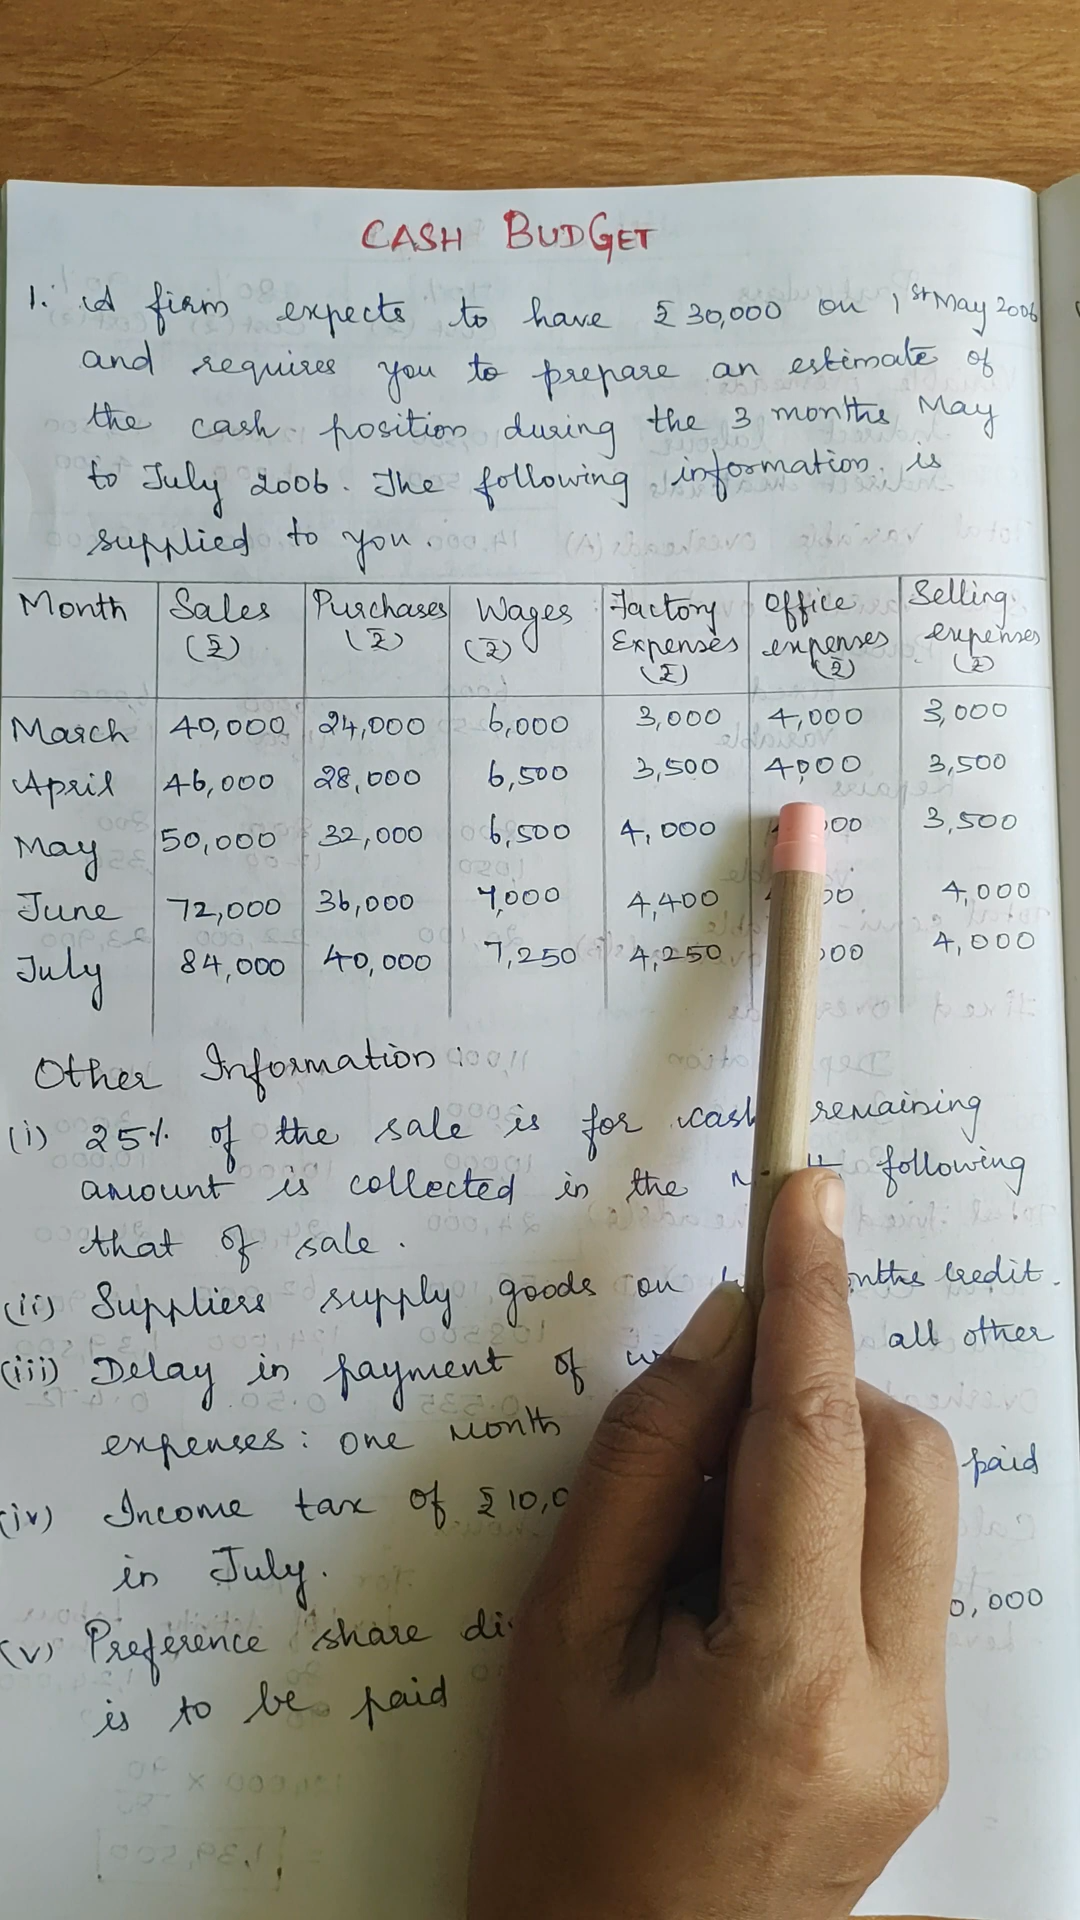 CASH BUDGET
1. A firm expects to have ₹ 30,000 on 1st May 2006
and requires you to prepare an estimate of
the cash position during the 3 months May
to July 2006. The following information is
supplied to you.
Month Sales (₹) Purchases (₹) Wages (₹) Factory Expenses (₹) Office expenses (₹) Selling expenses (₹)
March 40,000 24,000 6,000 3,000 4,000 3,000
April 46,000 28,000 6,500 3,500 4,000 3,500
May 50,000 32,000 6,500 4,000 3,500
June 72,000 36,000 7,000 4,400 4,000
July 84,000 40,000 7,250 4,250 4,000
Other Information:
(i) 25% of the sale is for cash remaining
amount is collected in the following
that of sale.
(ii) Suppliers supply goods on credit.
(iii) Delay in payment of all other
expenses: one month
(iv) Income tax of paid
in July.
(v) Preference share
is to be paid